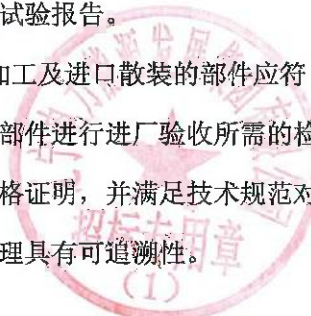 试验报告。
加工及进口散装的部件应符
部件进行进厂验收所需的检
格证明，并满足技术规范对
理具有可追溯性。
招标专用章
（1）